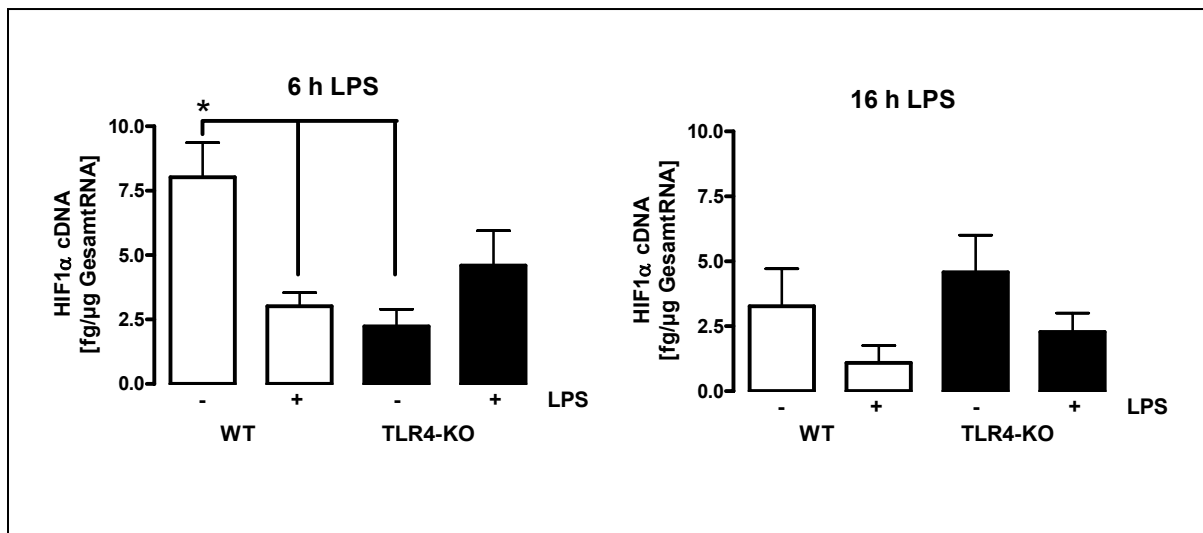 6 h LPS
*
HIF1α cDNA
[fg/µg GesamtRNA]
10.0
7.5
5.0
2.5
0.0
- + - + LPS
WT TLR4-KO
16 h LPS
HIF1α cDNA
[fg/µg GesamtRNA]
10.0
7.5
5.0
2.5
0.0
- + - + LPS
WT TLR4-KO